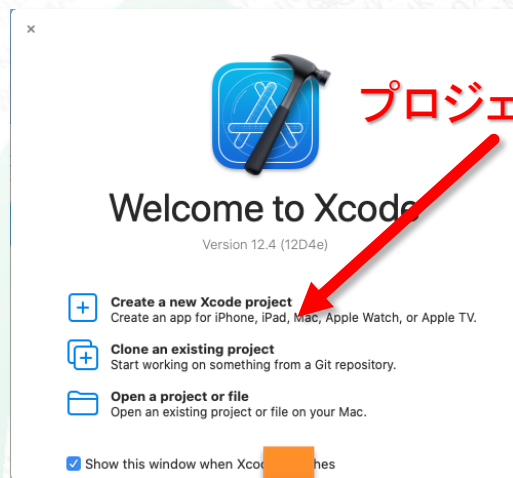 プロジェ
Welcome to Xcode
Version 12.4 (12D4e)
Create a new Xcode project
Create an app for iPhone, iPad, Mac, Apple Watch, or Apple TV.
Clone an existing project
Start working on something from a Git repository.
Open a project or file
Open an existing project or file on your Mac.
Show this window when